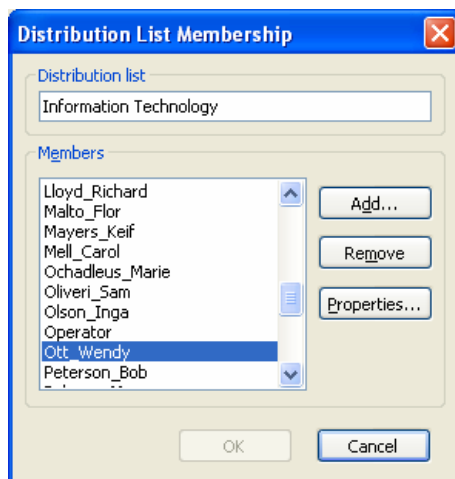 Distribution List Membership
Distribution list
Information Technology
Members
Lloyd_Richard
Malto_Flor
Mayers_Keif
Mell_Carol
Ochadleus_Marie
Oliveri_Sam
Olson_Inga
Operator
Ott_Wendy
Peterson_Bob
Add...
Remove
Properties...
OK
Cancel